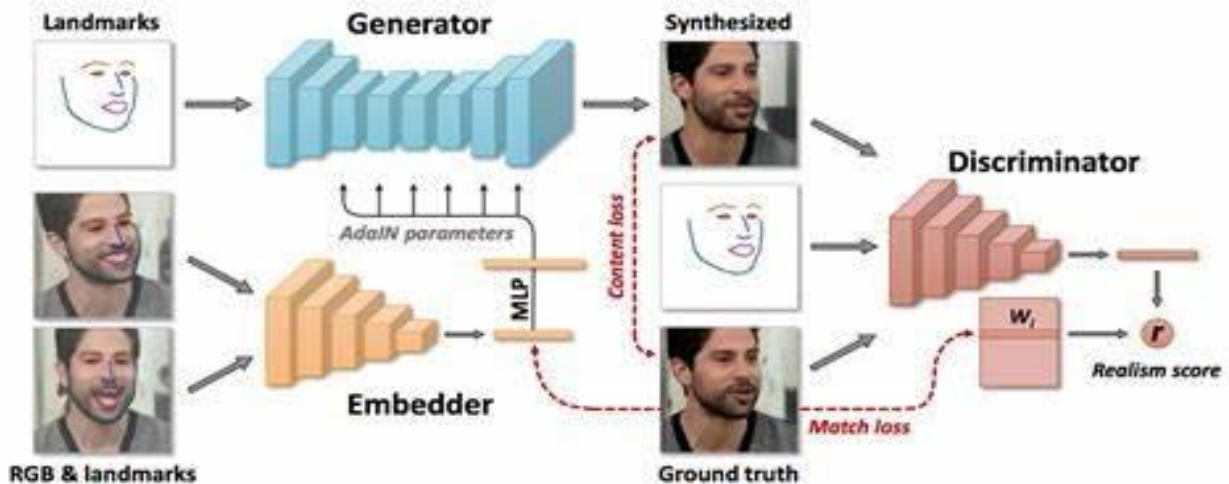 Landmarks
Generator
Synthesized
Discriminator
AdaIN parameters
Content loss
MLP
W i
r
Realism score
Embedder
Match loss
RGB & landmarks
Ground truth